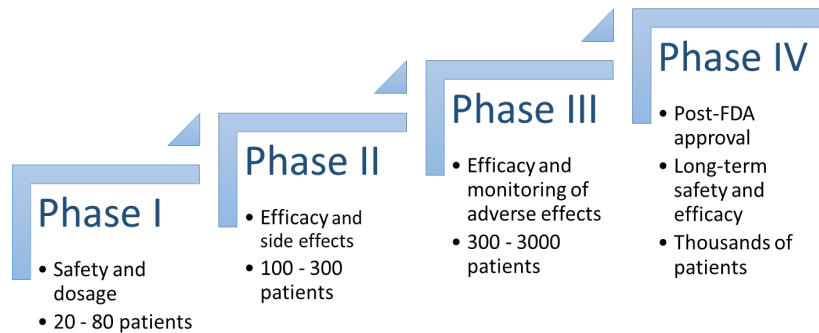 Phase I
• Safety and
dosage
• 20 - 80 patients
Phase II
• Efficacy and
side effects
• 100 - 300
patients
Phase III
• Efficacy and
monitoring of
adverse effects
• 300 - 3000
patients
Phase IV
• Post-FDA
approval
• Long-term
safety and
efficacy
• Thousands of
patients